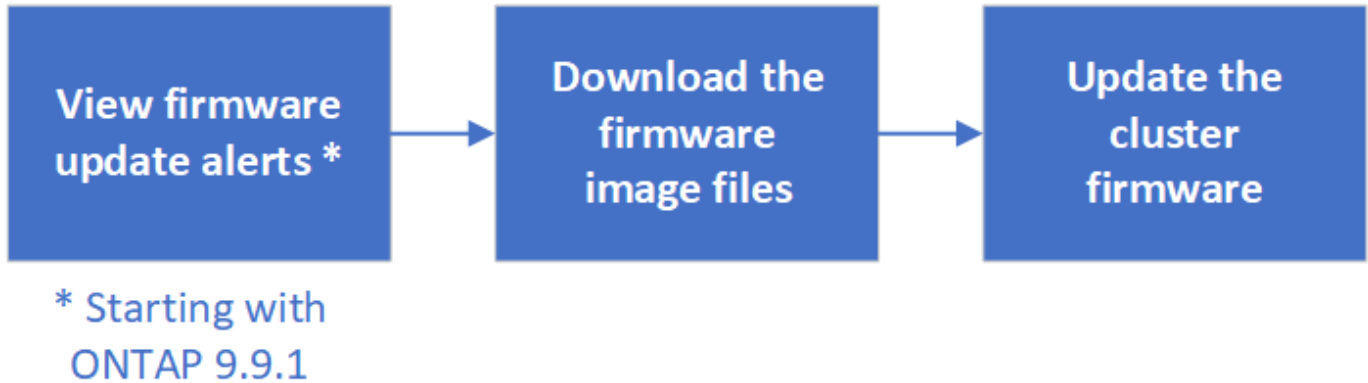 View firmware
update alerts *
Download the
firmware
image files
Update the
cluster
firmware
* Starting with
ONTAP 9.9.1